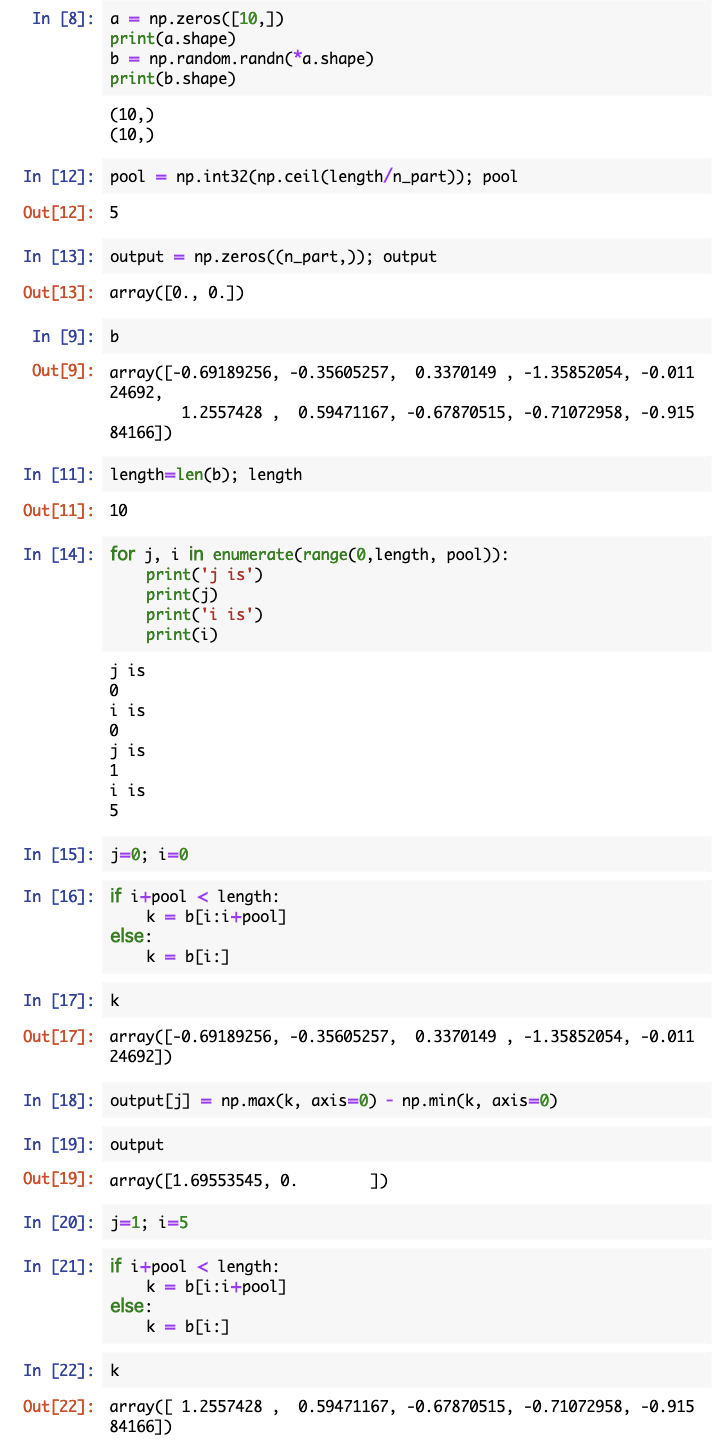 In [8]: a = np.zeros([10,])
print(a.shape)
b = np.random.randn(*a.shape)
print(b.shape)
(10,)
(10,)
In [12]: pool = np.int32(np.ceil(length/n_part)); pool
Out[12]: 5
In [13]: output = np.zeros((n_part,)); output
Out[13]: array([0., 0.])
In [9]: b
Out[9]: array([-0.69189256, -0.35605257,  0.3370149 , -1.35852054, -0.011
24692,
        1.2557428 ,  0.59471167, -0.67870515, -0.71072958, -0.915
84166])
In [11]: length=len(b); length
Out[11]: 10
In [14]: for j, i in enumerate(range(0,length, pool)):
    print('j is')
    print(j)
    print('i is')
    print(i)
j is
0
i is
0
j is
1
i is
5
In [15]: j=0; i=0
In [16]: if i+pool < length:
    k = b[i:i+pool]
else:
    k = b[i:]
In [17]: k
Out[17]: array([-0.69189256, -0.35605257,  0.3370149 , -1.35852054, -0.011
24692])
In [18]: output[j] = np.max(k, axis=0) - np.min(k, axis=0)
In [19]: output
Out[19]: array([1.69553545, 0.        ])
In [20]: j=1; i=5
In [21]: if i+pool < length:
    k = b[i:i+pool]
else:
    k = b[i:]
In [22]: k
Out[22]: array([ 1.2557428 ,  0.59471167, -0.67870515, -0.71072958, -0.915
84166])